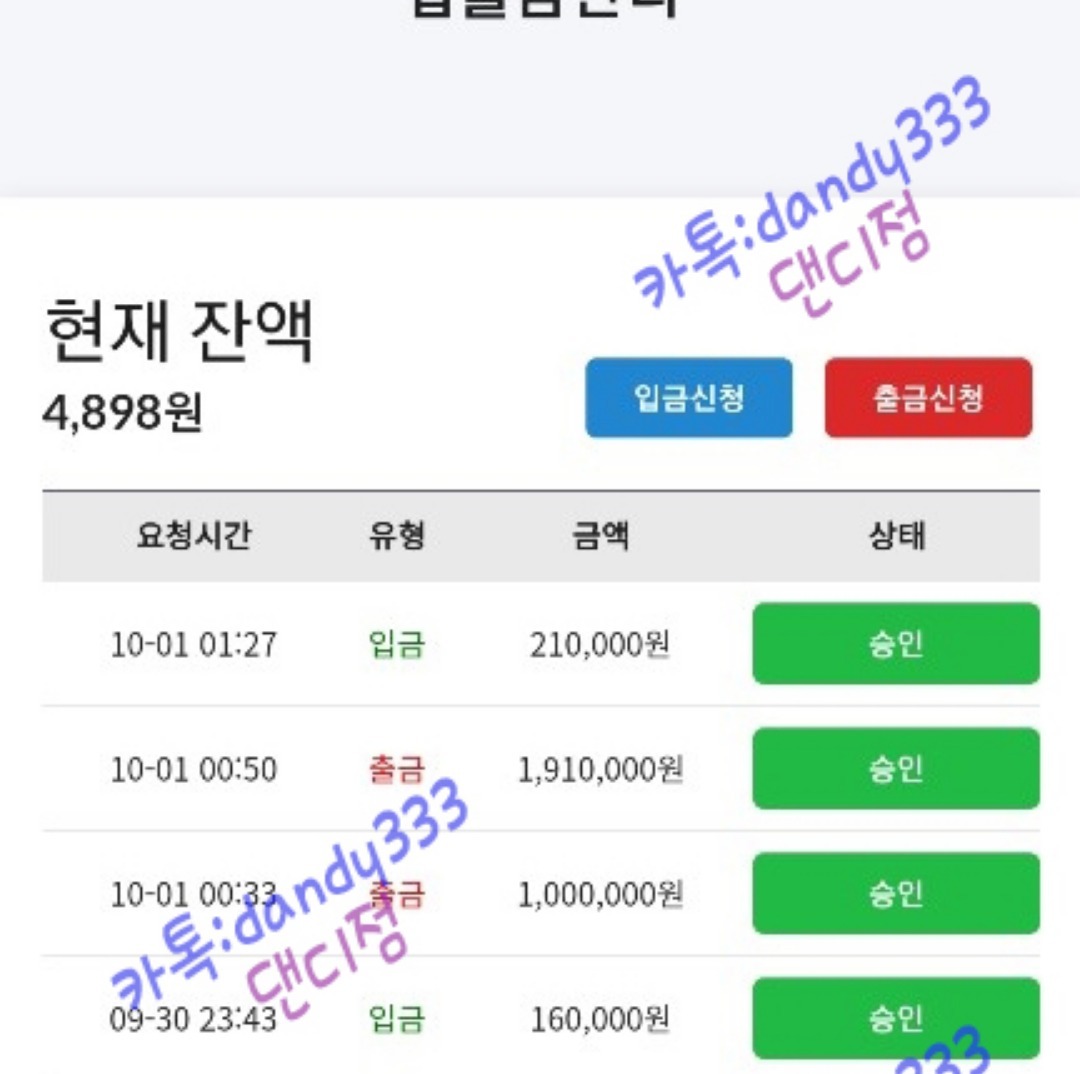 카톡:dandy333
댄디점
현재 잔액
4,898원
입금신청 출금신청
요청시간 유형 금액 상태
10-01 01:27 입금 210,000원 승인
10-01 00:50 출금 1,910,000원 승인
10-01 00:33 출금 1,000,000원 승인
카톡:dandy333
댄디점
09-30 23:43 입금 160,000원 승인
333